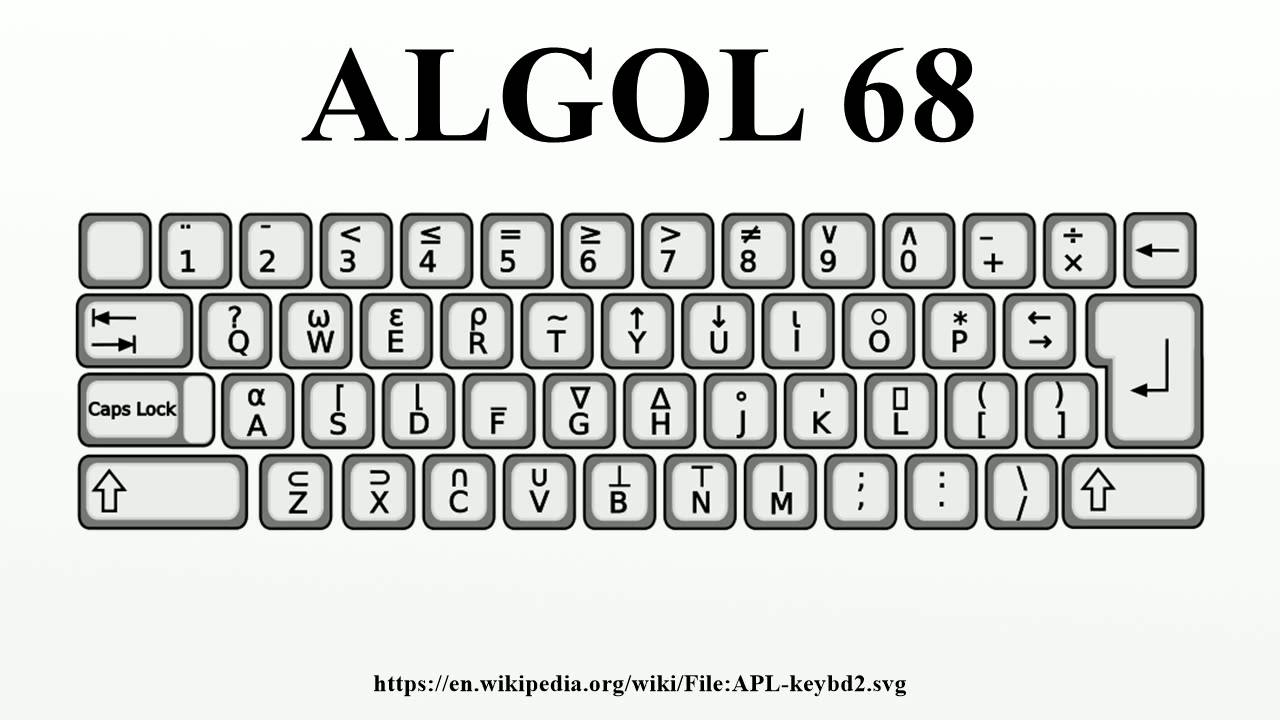 ALGOL 68
¨ ¯ < ≤ = ≥ > ≠ ∨ ∧ − ÷
1 2 3 4 5 6 7 8 9 0 + × ←
? ω ε ρ ~ ↑ ↓ ι ○ * ←
Q W E R T Y U I O P →
α ⌈ ⌊ _ ∇ ∆ ∘ ' ⎕ ( )
Caps Lock A S D F G H J K L [ ]
⊂ ⊃ ∩ ∪ ⊥ ⊤ | ; : \
Z X C V B N M , . /
https://en.wikipedia.org/wiki/File:APL-keybd2.svg